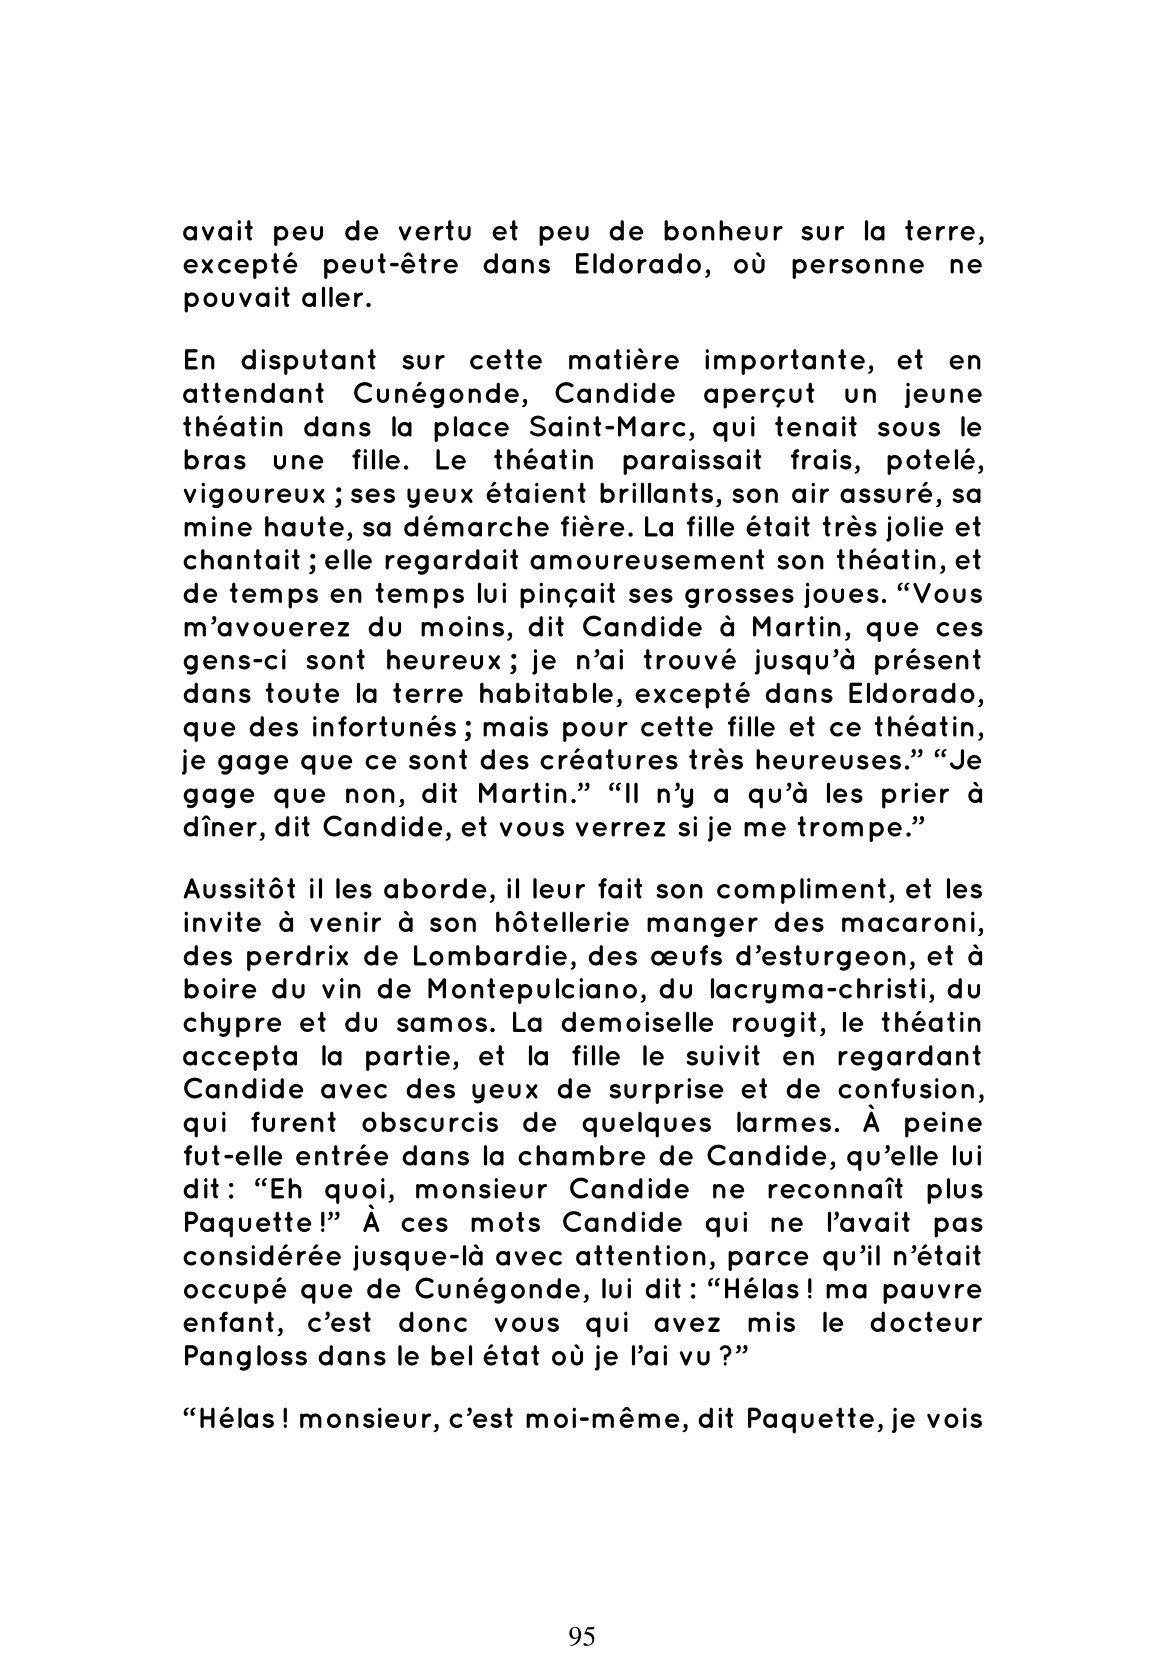 avait peu de vertu et peu de bonheur sur la terre,
excepté peut-être dans Eldorado, où personne ne
pouvait aller.
En disputant sur cette matière importante, et en
attendant Cunégonde, Candide aperçut un jeune
théatin dans la place Saint-Marc, qui tenait sous le
bras une fille. Le théatin paraissait frais, potelé,
vigoureux ; ses yeux étaient brillants, son air assuré, sa
mine haute, sa démarche fière. La fille était très jolie et
chantait ; elle regardait amoureusement son théatin, et
de temps en temps lui pinçait ses grosses joues. “Vous
m’avouerez du moins, dit Candide à Martin, que ces
gens-ci sont heureux ; je n’ai trouvé jusqu’à présent
dans toute la terre habitable, excepté dans Eldorado,
que des infortunés ; mais pour cette fille et ce théatin,
je gage que ce sont des créatures très heureuses.” “Je
gage que non, dit Martin.” “Il n’y a qu’à les prier à
dîner, dit Candide, et vous verrez si je me trompe.”
Aussitôt il les aborde, il leur fait son compliment, et les
invite à venir à son hôtellerie manger des macaroni,
des perdrix de Lombardie, des œufs d’esturgeon, et à
boire du vin de Montepulciano, du lacryma-christi, du
chypre et du samos. La demoiselle rougit, le théatin
accepta la partie, et la fille le suivit en regardant
Candide avec des yeux de surprise et de confusion,
qui furent obscurcis de quelques larmes. À peine
fut-elle entrée dans la chambre de Candide, qu’elle lui
dit : “Eh quoi, monsieur Candide ne reconnaît plus
Paquette !” À ces mots Candide qui ne l’avait pas
considérée jusque-là avec attention, parce qu’il n’était
occupé que de Cunégonde, lui dit : “Hélas ! ma pauvre
enfant, c’est donc vous qui avez mis le docteur
Pangloss dans le bel état où je l’ai vu ?”
“Hélas ! monsieur, c’est moi-même, dit Paquette, je vois
95